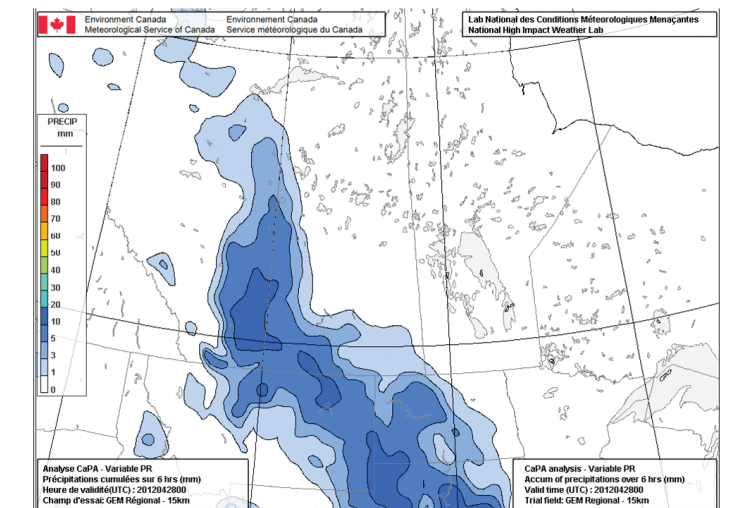 Environment Canada
Meteorological Service of Canada
Environnement Canada
Service météorologique du Canada
Lab National des Conditions Méteorologiques Menaçantes
National High Impact Weather Lab
PRECIP
mm
100
90
80
70
60
50
40
30
20
10
5
3
1
0
Analyse CaPA - Variable PR
Précipitations cumulées sur 6 hrs (mm)
Heure de validité(UTC) : 2012042800
Champ d'essai: GEM Régional - 15km
CaPA analysis - Variable PR
Accum of precipitations over 6 hrs (mm)
Valid time (UTC) : 2012042800
Trial field: GEM Regional - 15km